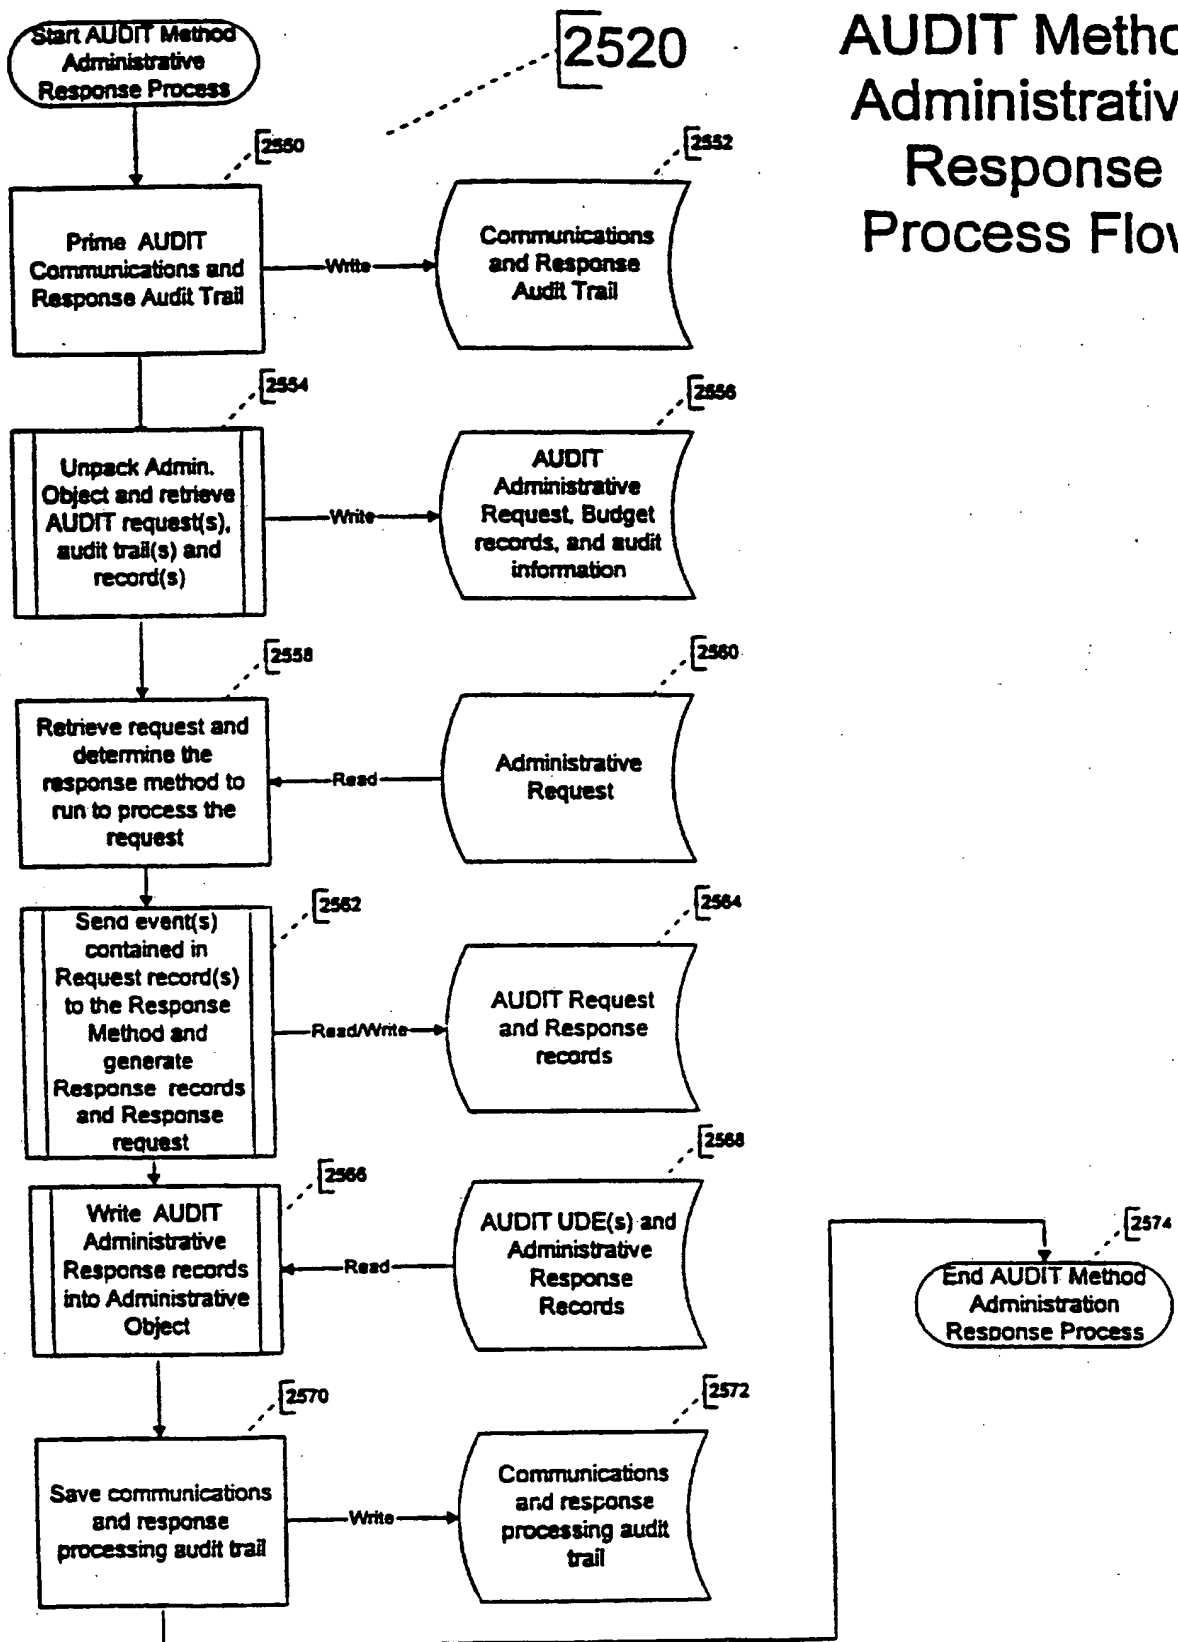 Start AUDIT Method
Administrative
Response Process
2520
AUDIT Metho
Administrativ
Response
Process Flow
2550
Prime AUDIT
Communications and
Response Audit Trail
Write
2552
Communications
and Response
Audit Trail
2554
Unpack Admin.
Object and retrieve
AUDIT request(s),
audit trail(s) and
record(s)
Write
2556
AUDIT
Administrative
Request, Budget
records, and audit
information
2558
Retrieve request and
determine the
response method to
run to process the
request
Read
2560
Administrative
Request
2562
Send event(s)
contained in
Request record(s)
to the Response
Method and
generate
Response records
and Response
request
Read/Write
2564
AUDIT Request
and Response
records
2566
Write AUDIT
Administrative
Response records
into Administrative
Object
Read
2568
AUDIT UDE(s) and
Administrative
Response
Records
2570
Save communications
and response
processing audit trail
Write
2572
Communications
and response
processing audit
trail
2574
End AUDIT Method
Administration
Response Process